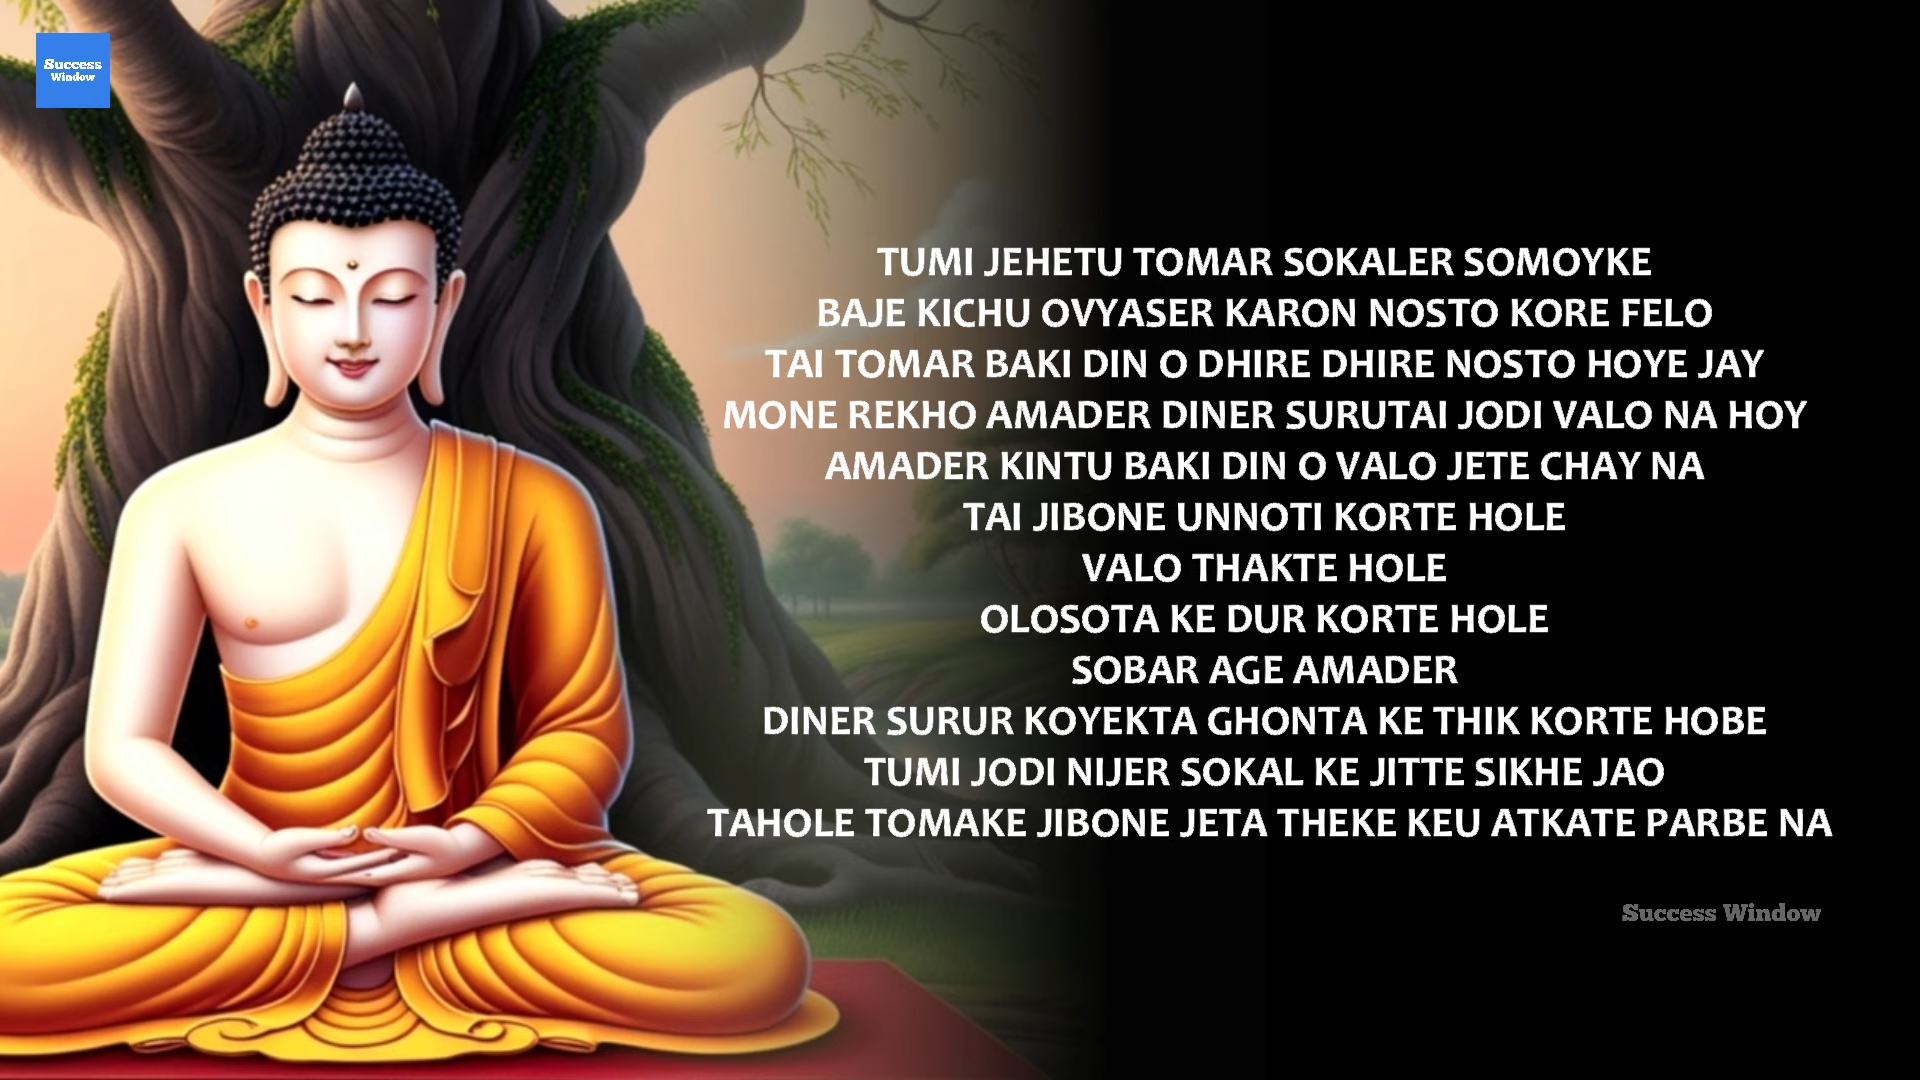 Success
Window
TUMI JEHETU TOMAR SOKALER SOMOYKE
BAJE KICHU OVYASER KARON NOSTO KORE FELO
TAI TOMAR BAKI DIN O DHIRE DHIRE NOSTO HOYE JAY
MONE REKHO AMADER DINER SURUTAI JODI VALO NA HOY
AMADER KINTU BAKI DIN O VALO JETE CHAY NA
TAI JIBONE UNNOTI KORTE HOLE
VALO THAKTE HOLE
OLOSOTA KE DUR KORTE HOLE
SOBAR AGE AMADER
DINER SURUR KOYEKTA GHONTA KE THIK KORTE HOBE
TUMI JODI NIJER SOKAL KE JITTE SIKHE JAO
TAHOLE TOMAKE JIBONE JETA THEKE KEU ATKATE PARBE NA
Success Window